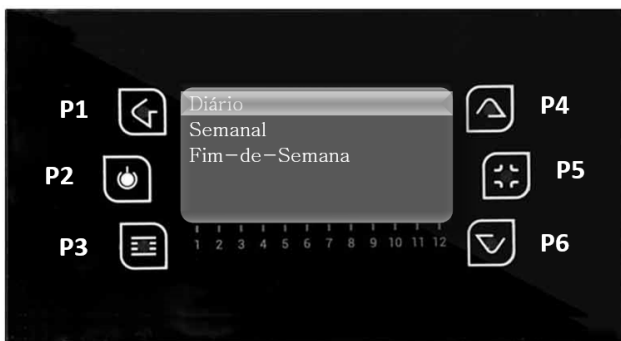 P1
P2
P3
Diário
Semanal
Fim-de-Semana
1 2 3 4 5 6 7 8 9 10 11 12
P4
P5
P6